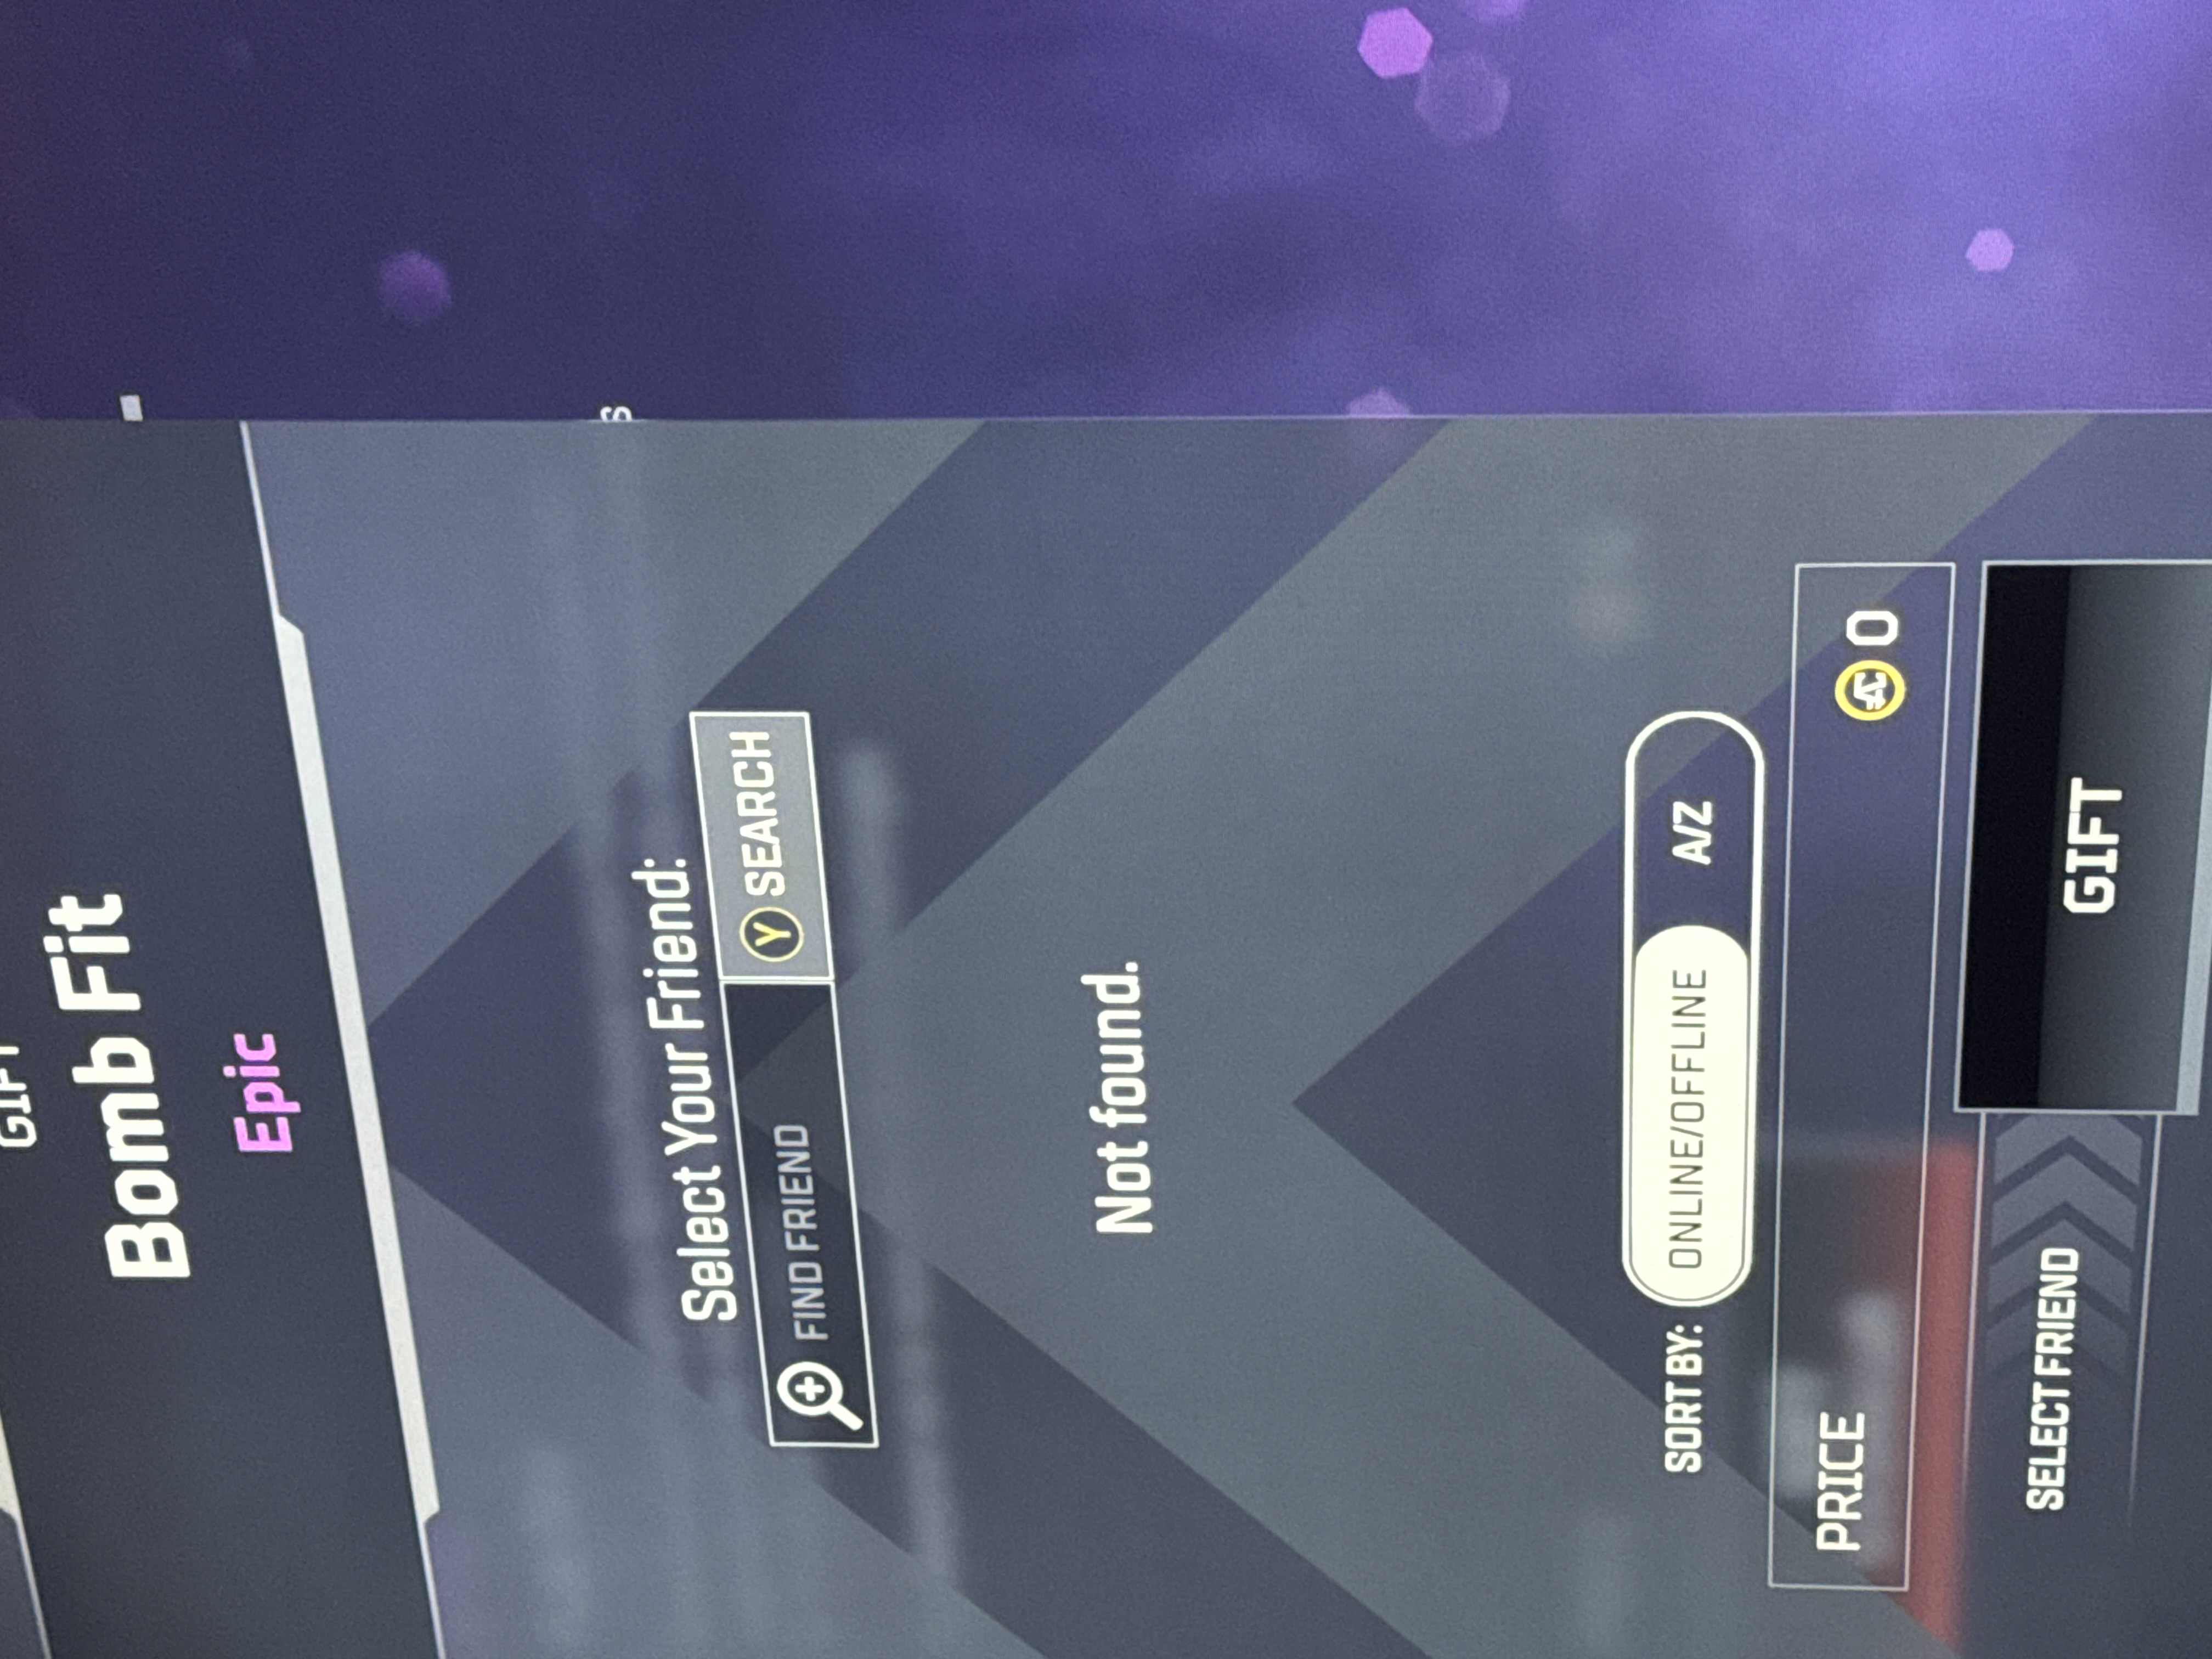 GIFT
Bomb Fit
Epic
Select Your Friend:
FIND FRIEND
Y SEARCH
Not found.
SORT BY: ONLINE/OFFLINE A/Z
PRICE
0
SELECT FRIEND
GIFT